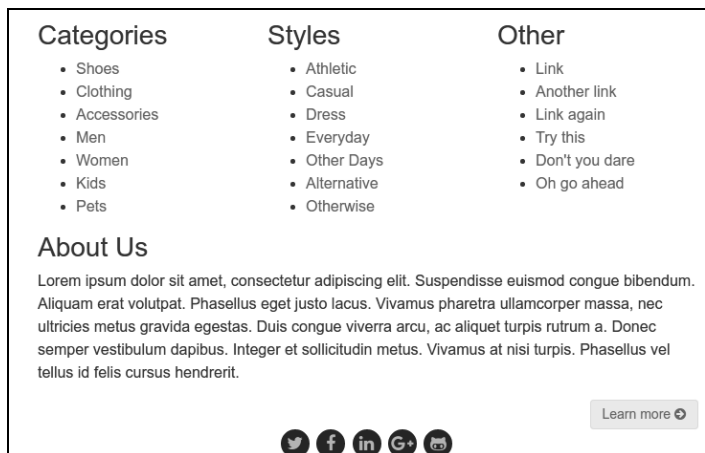 Categories
Shoes
Clothing
Accessories
Men
Women
Kids
Pets
Styles
Athletic
Casual
Dress
Everyday
Other Days
Alternative
Otherwise
Other
Link
Another link
Link again
Try this
Don't you dare
Oh go ahead
About Us
Lorem ipsum dolor sit amet, consectetur adipiscing elit. Suspendisse euismod congue bibendum.
Aliquam erat volutpat. Phasellus eget justo lacus. Vivamus pharetra ullamcorper massa, nec
ultricies metus gravida egestas. Duis congue viverra arcu, ac aliquet turpis rutrum a. Donec
semper vestibulum dapibus. Integer et sollicitudin metus. Vivamus at nisi turpis. Phasellus vel
tellus id felis cursus hendrerit.
Learn more
f in G+